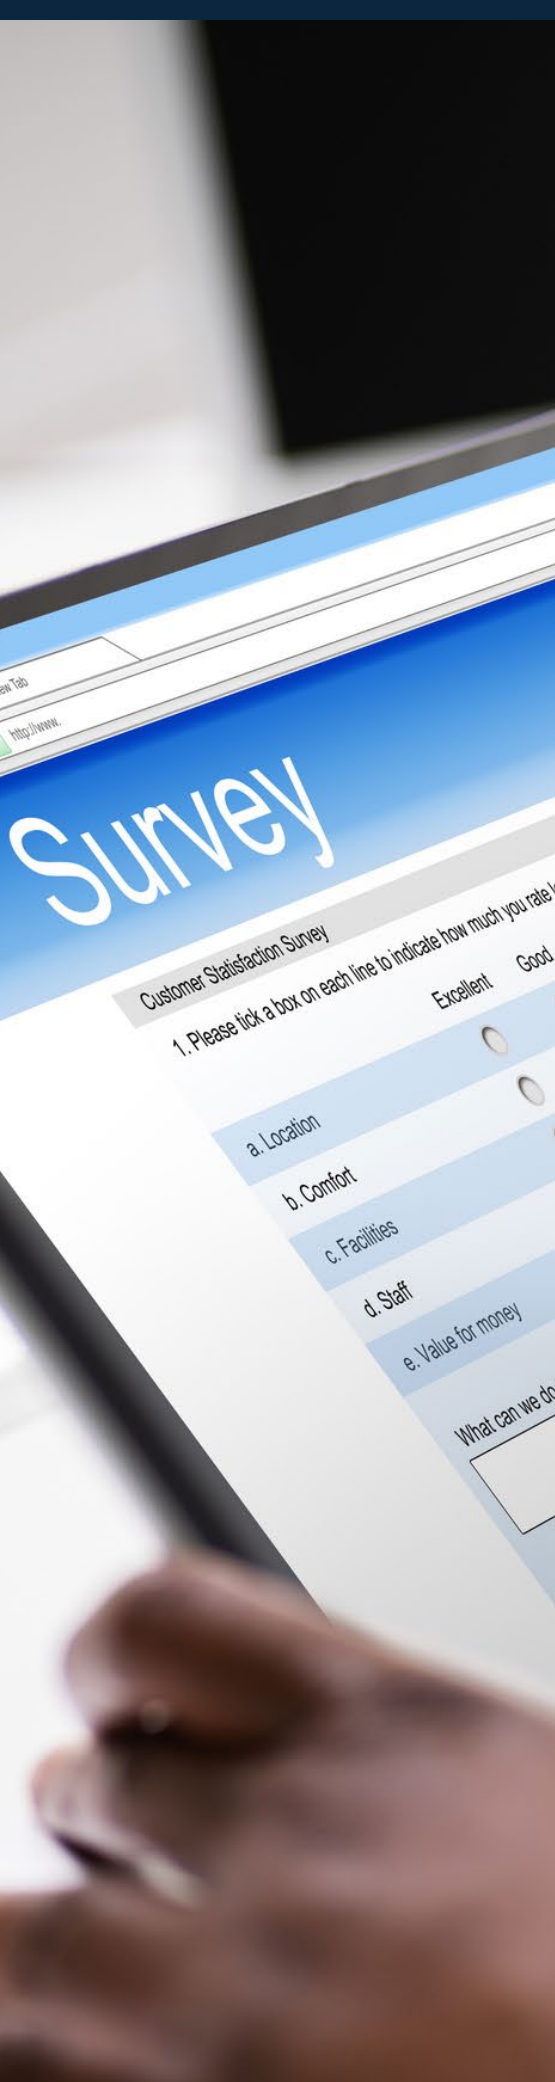 New Tab
http://www.
Survey
Customer Statisfaction Survey
1. Please tick a box on each line to indicate how much you rate
Excellent Good
a. Location
b. Comfort
c. Facilities
d. Staff
e. Value for money
What can we do